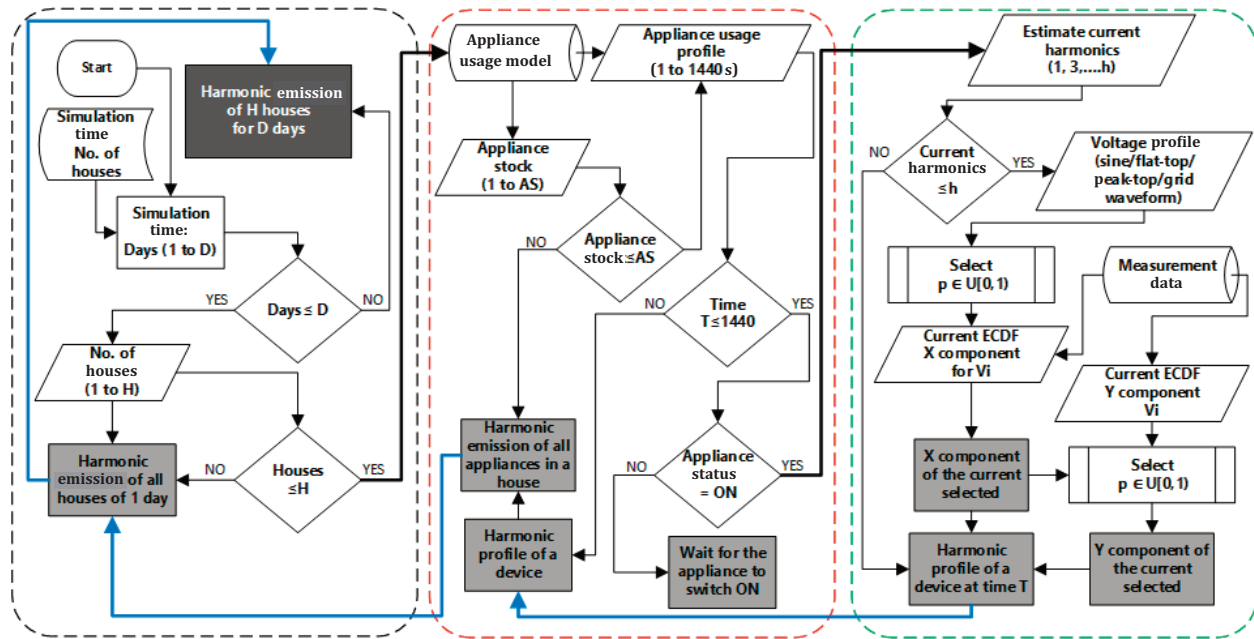 Start
Simulation
time
No. of
houses
Harmonic emission
of H houses
for D days
Simulation
time:
Days (1 to D)
Days ≤ D
YES
NO
No. of
houses
(1 to H)
Harmonic
emission of all
houses of 1 day
NO
Houses
≤H
YES
Appliance
usage model
Appliance usage
profile
(1 to 1440 s)
Appliance
stock
(1 to AS)
NO
Appliance
stock≤AS
NO
Time
T≤1440
YES
Harmonic
emission of all
appliances in a
house
NO
Appliance
status
= ON
YES
Harmonic
profile of a
device
Wait for the
appliance to
switch ON
Estimate current
harmonics
(1, 3,....h)
NO
Current
harmonics
≤h
YES
Voltage profile
(sine/flat-top/
peak-top/grid
waveform)
Select
p ∈ U[0, 1)
Measurement
data
Current ECDF
X component
for Vi
Current ECDF
Y component
Vi
X component
of the current
selected
Select
p ∈ U[0, 1)
Harmonic
profile of a
device at time T
Y component of
the current
selected